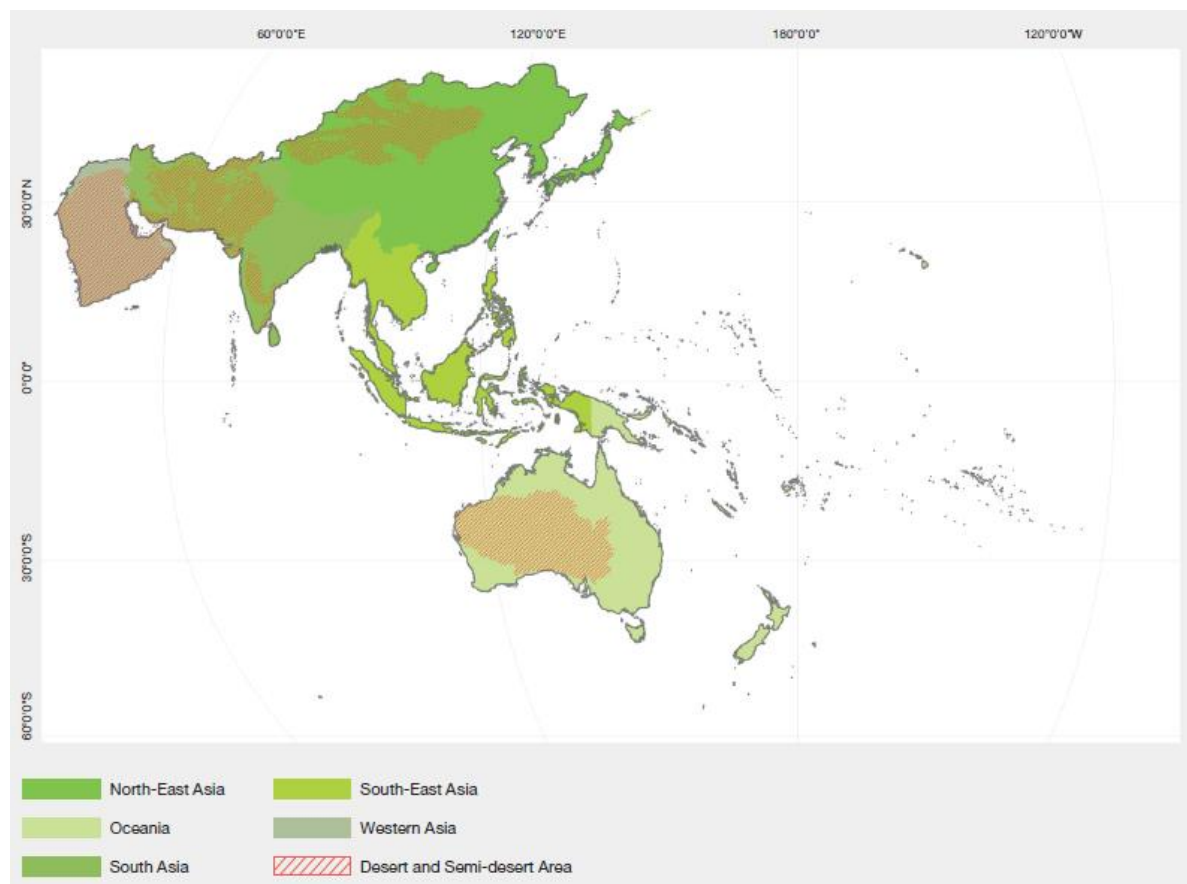 60°0'0"E 120°0'0"E 180°0'0" 120°0'0"W
30°0'0"N
0°0'0"
30°0'0"S
60°0'0"S
North-East Asia South-East Asia
Oceania Western Asia
South Asia Desert and Semi-desert Area